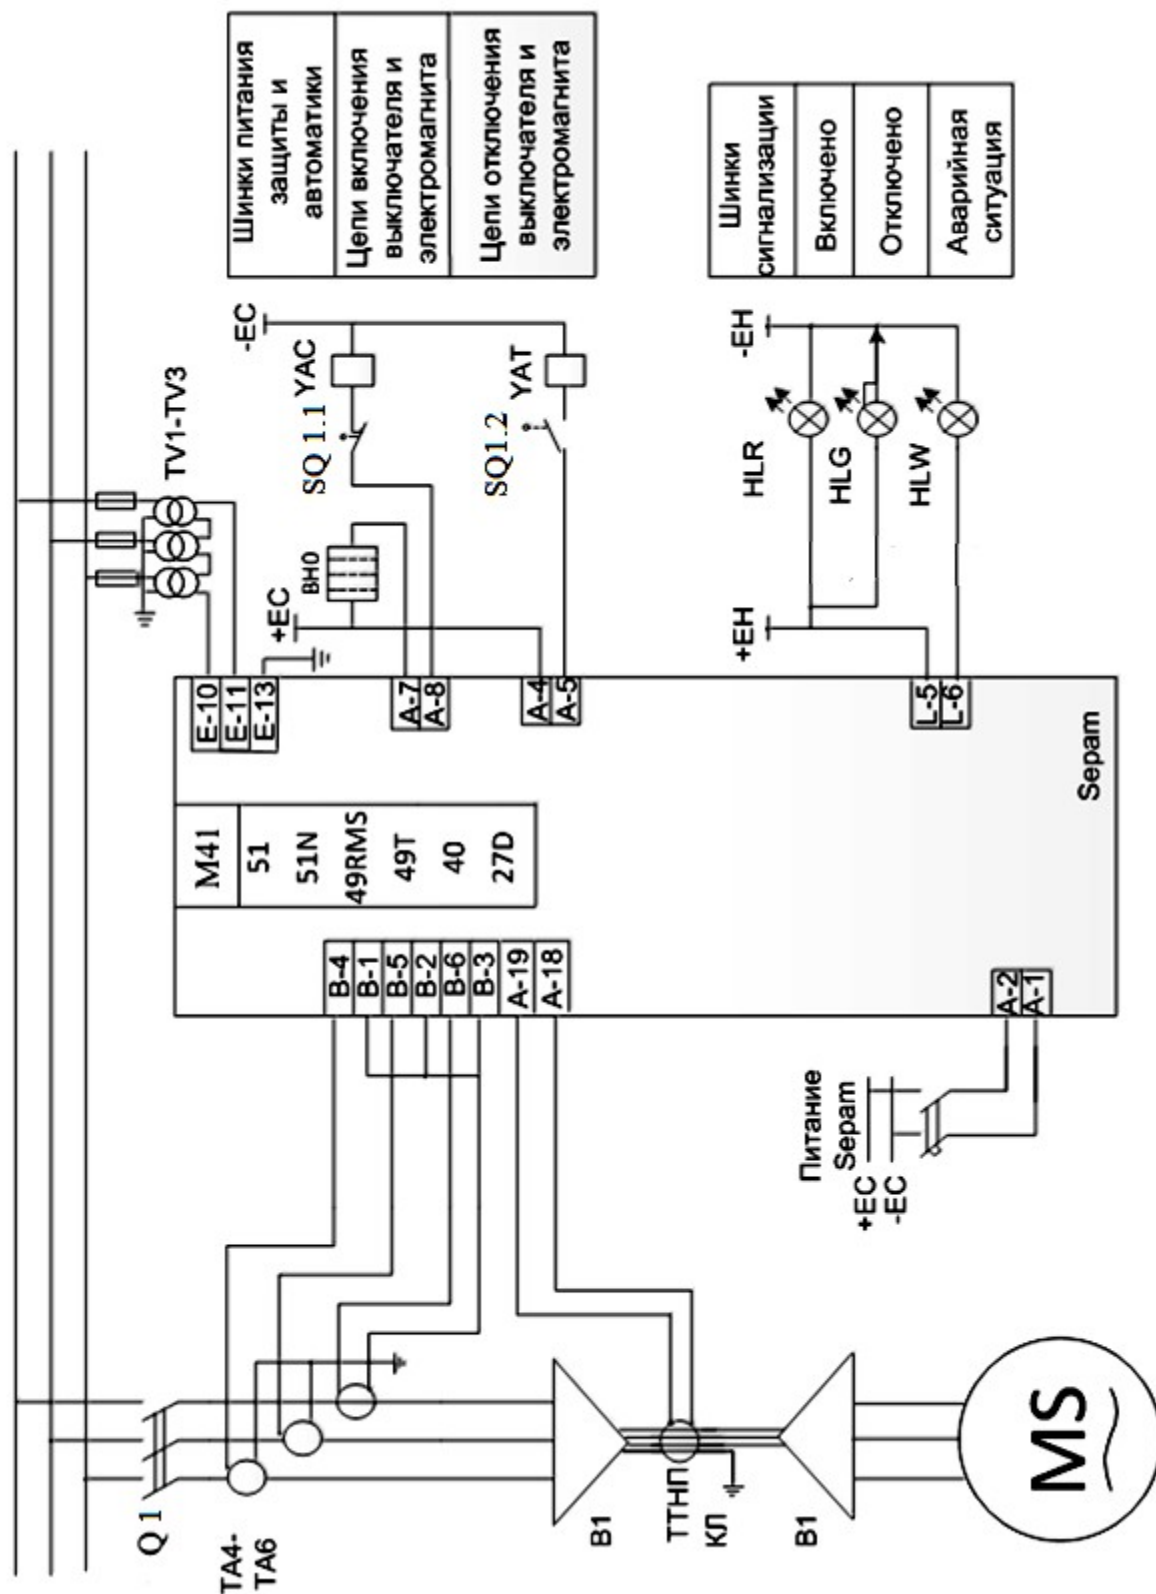 Шинки питания
защиты и
автоматики
Цепи включения
выключателя и
электромагнита
Цепи отключения
выключателя и
электромагнита
Шинки
сигнализации
Включено
Отключено
Аварийная
ситуация
TV1-TV3
-EC
YAC
SQ 1.1
YAT
SQ1.2
+EC
ВН0
-EH
HLR
HLG
HLW
+EH
E-10
E-11
E-13
A-7
A-8
A-4
A-5
L-5
L-6
Sepam
M41
51
51N
49RMS
49T
40
27D
B-4
B-1
B-5
B-2
B-6
B-3
A-19
A-18
A-2
A-1
Питание
Sepam
+EC
-EC
Q 1
TA4-
TA6
B1
ТТНП
КЛ
B1
MS